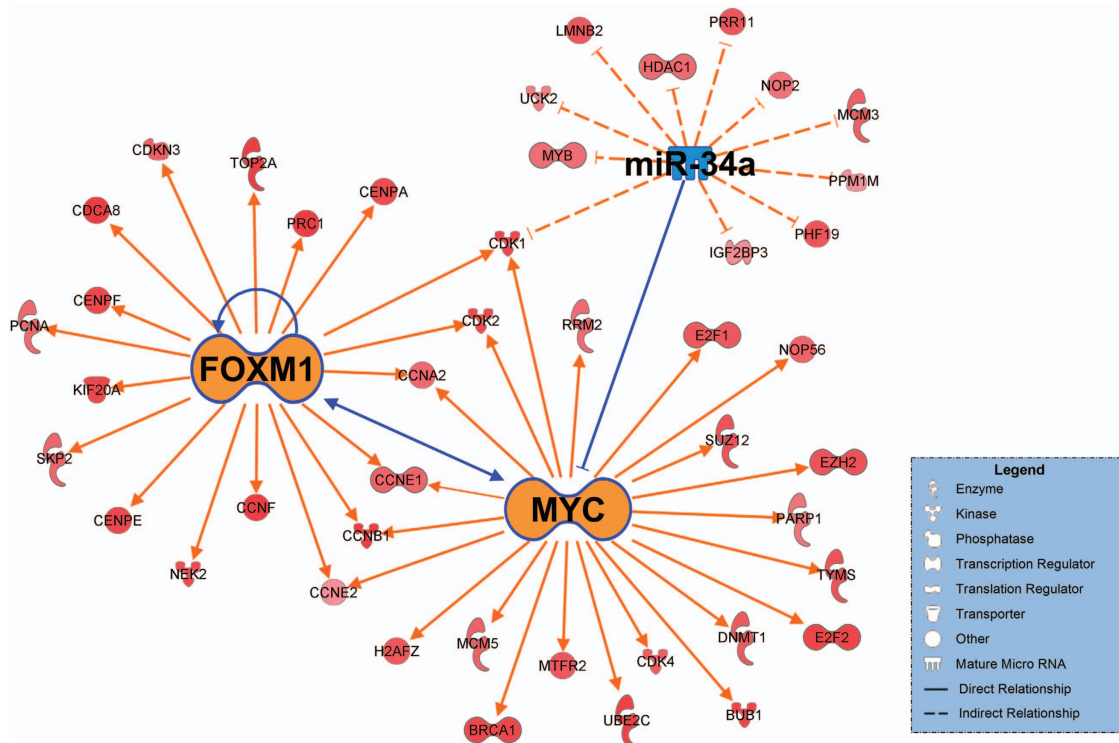 LMNB2
PRR11
HDAC1
NOP2
UCK2
MCM3
MYB
miR-34a
PPM1M
CDKN3
TOP2A
CENPA
CDCA8
PRC1
CDK1
IGF2BP3
PHF19
CENPF
PCNA
CDK2
RRM2
E2F1
NOP56
FOXM1
CCNA2
KIF20A
SKP2
SUZ12
EZH2
CCNE1
MYC
PARP1
CENPE
CCNF
CCNB1
NEK2
CCNE2
TYMS
H2AFZ
MCM5
MTFR2
CDK4
DNMT1
E2F2
BRCA1
UBE2C
BUB1
Legend
Enzyme
Kinase
Phosphatase
Transcription Regulator
Translation Regulator
Transporter
Other
Mature Micro RNA
Direct Relationship
Indirect Relationship